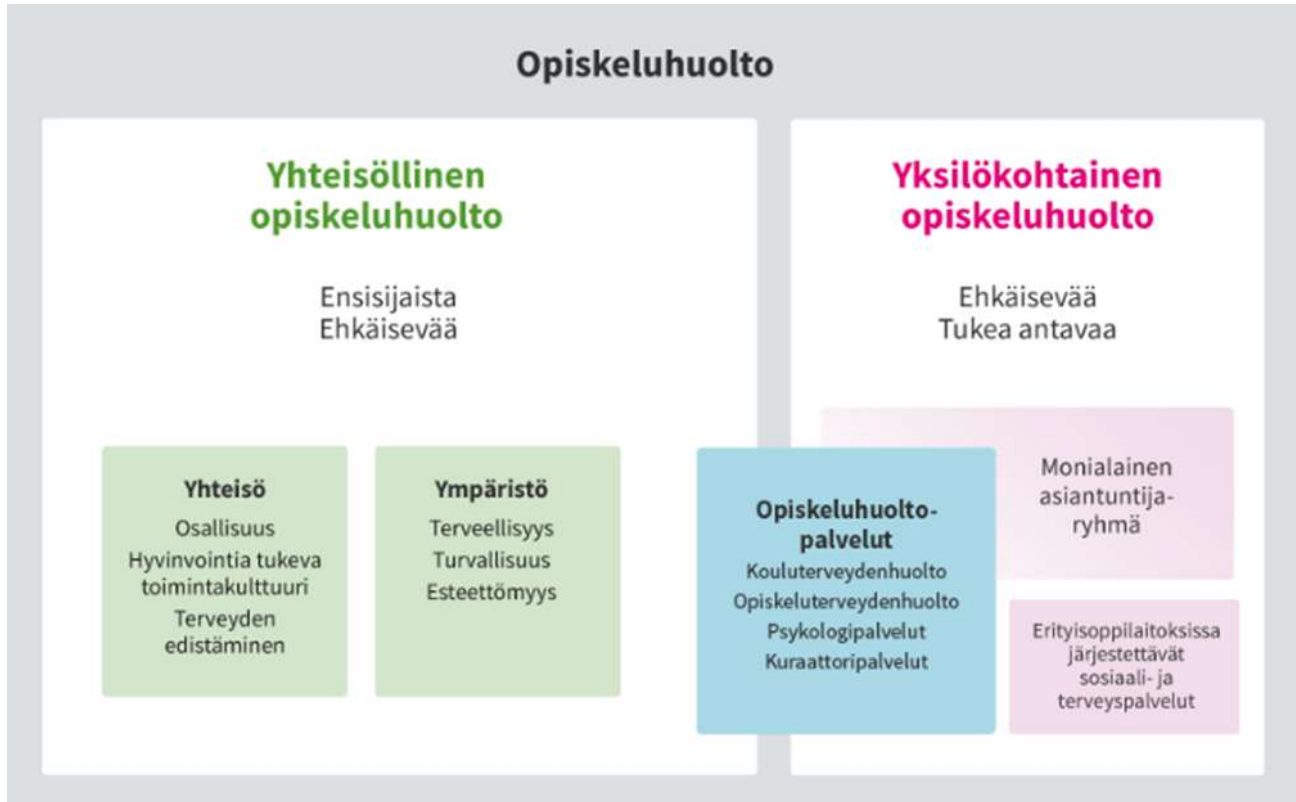 Opiskeluhuolto
Yhteisöllinen
opiskeluhuolto
Ensisijaista
Ehkäisevää
Yhteisö
Osallisuus
Hyvinvointia tukeva
toimintakulttuuri
Terveyden
edistäminen
Ympäristö
Terveellisyys
Turvallisuus
Esteettömyys
Opiskeluhuolto-
palvelut
Kouluterveydenhuolto
Opiskeluterveydenhuolto
Psykologipalvelut
Kuraattoripalvelut
Yksilökohtainen
opiskeluhuolto
Ehkäisevää
Tukea antavaa
Monialainen
asiantuntija-
ryhmä
Erityisoppilaitoksissa
järjestettävät
sosiaali- ja
terveyspalvelut